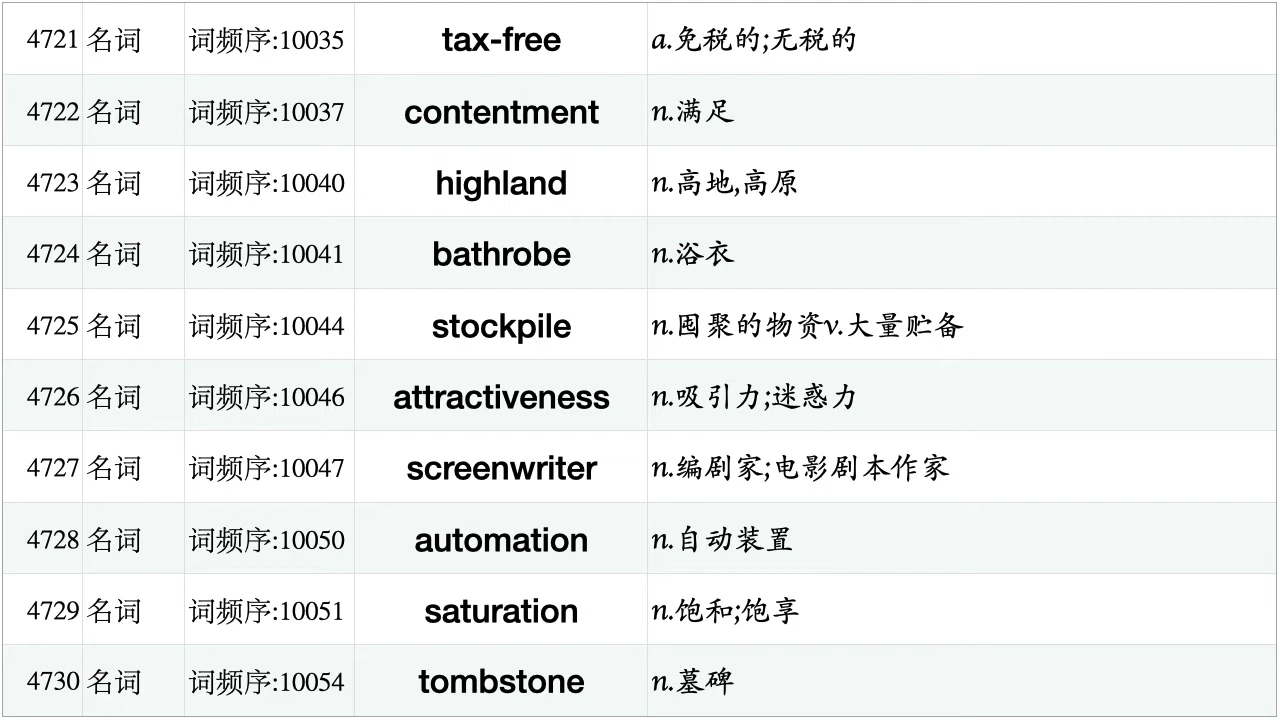 4721 名词 词频序:10035 tax-free a.免税的;无税的
4722 名词 词频序:10037 contentment n.满足
4723 名词 词频序:10040 highland n.高地,高原
4724 名词 词频序:10041 bathrobe n.浴衣
4725 名词 词频序:10044 stockpile n.囤聚的物资v.大量贮备
4726 名词 词频序:10046 attractiveness n.吸引力;迷惑力
4727 名词 词频序:10047 screenwriter n.编剧家;电影剧本作家
4728 名词 词频序:10050 automation n.自动装置
4729 名词 词频序:10051 saturation n.饱和;饱享
4730 名词 词频序:10054 tombstone n.墓碑